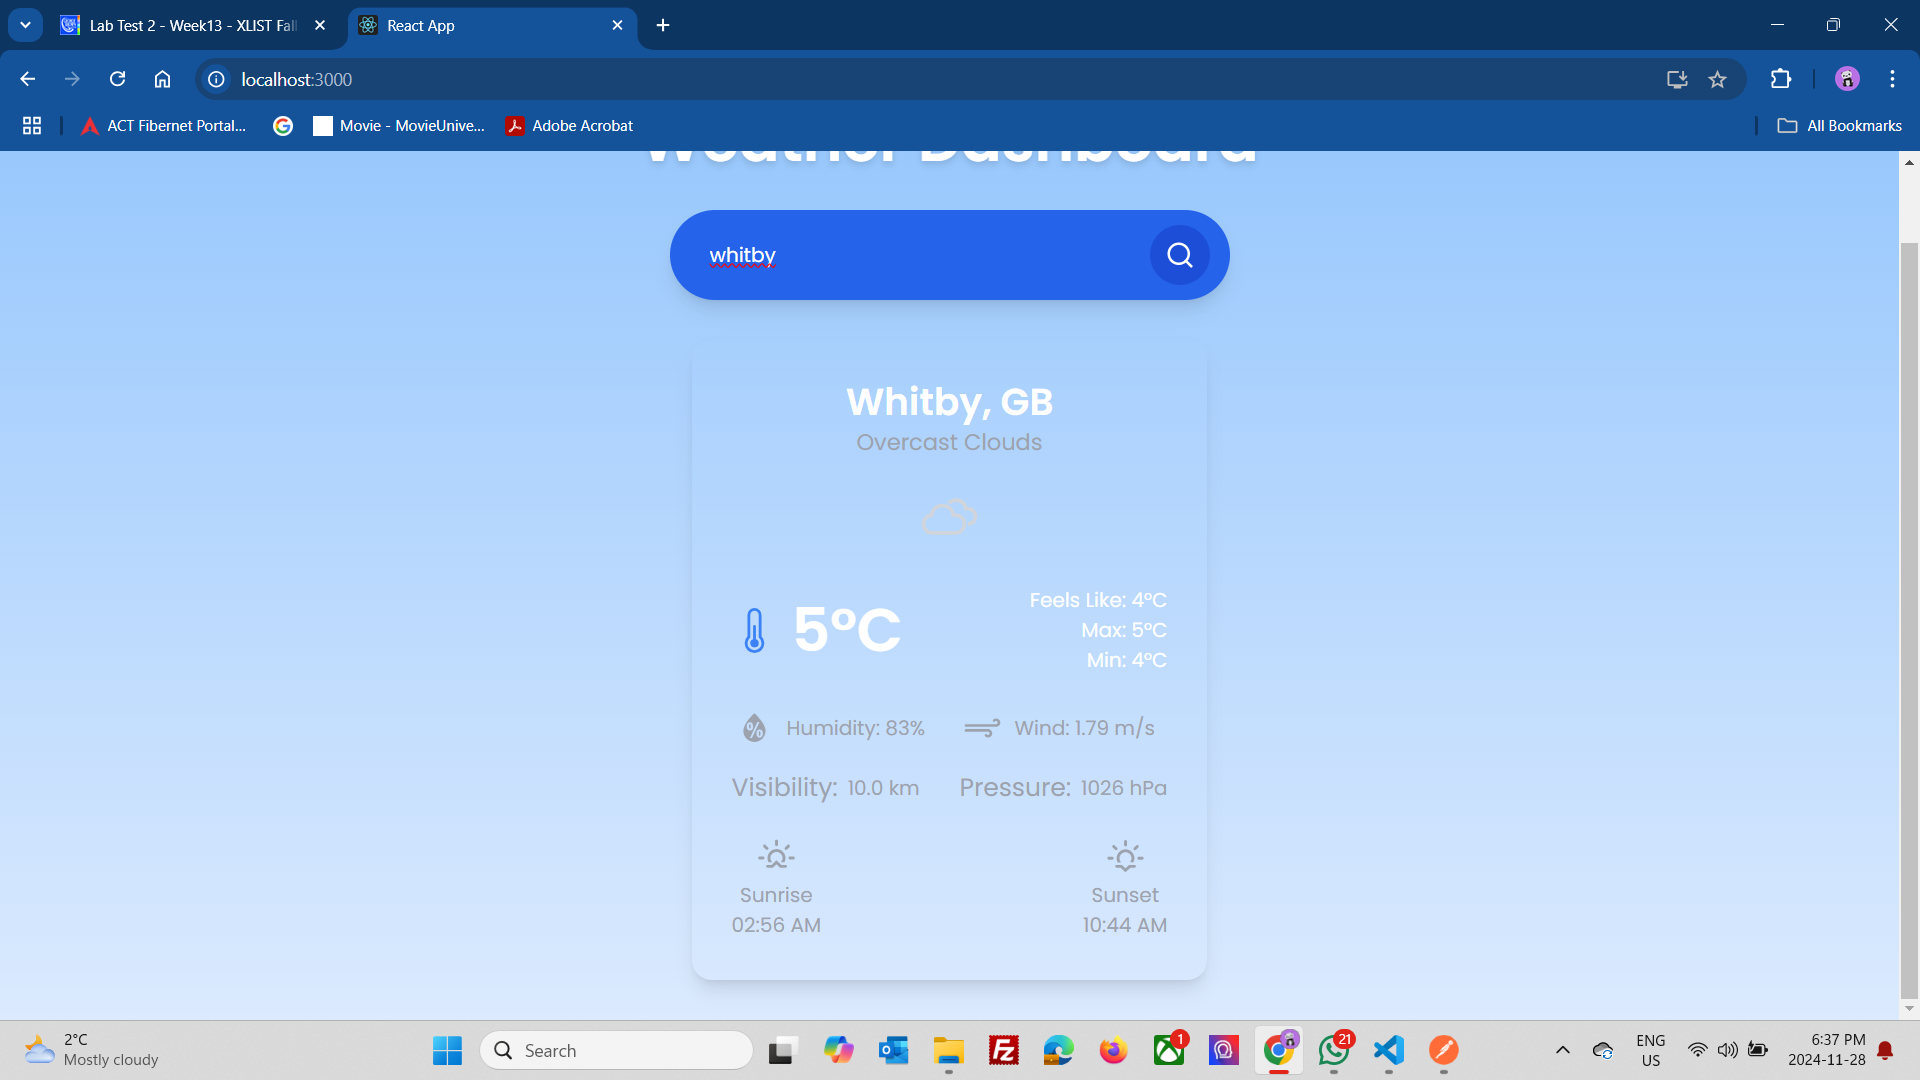 Lab Test 2 - Week13 - XLIST Fall
React App
localhost:3000
ACT Fibernet Portal...
Movie - MovieUnive...
Adobe Acrobat
All Bookmarks
Weather Dashboard
whitby
Whitby, GB
Overcast Clouds
5°C
Feels Like: 4°C
Max: 5°C
Min: 4°C
Humidity: 83%
Wind: 1.79 m/s
Visibility: 10.0 km
Pressure: 1026 hPa
Sunrise
02:56 AM
Sunset
10:44 AM
2°C
Mostly cloudy
Search
1
21
ENG
US
6:37 PM
2024-11-28